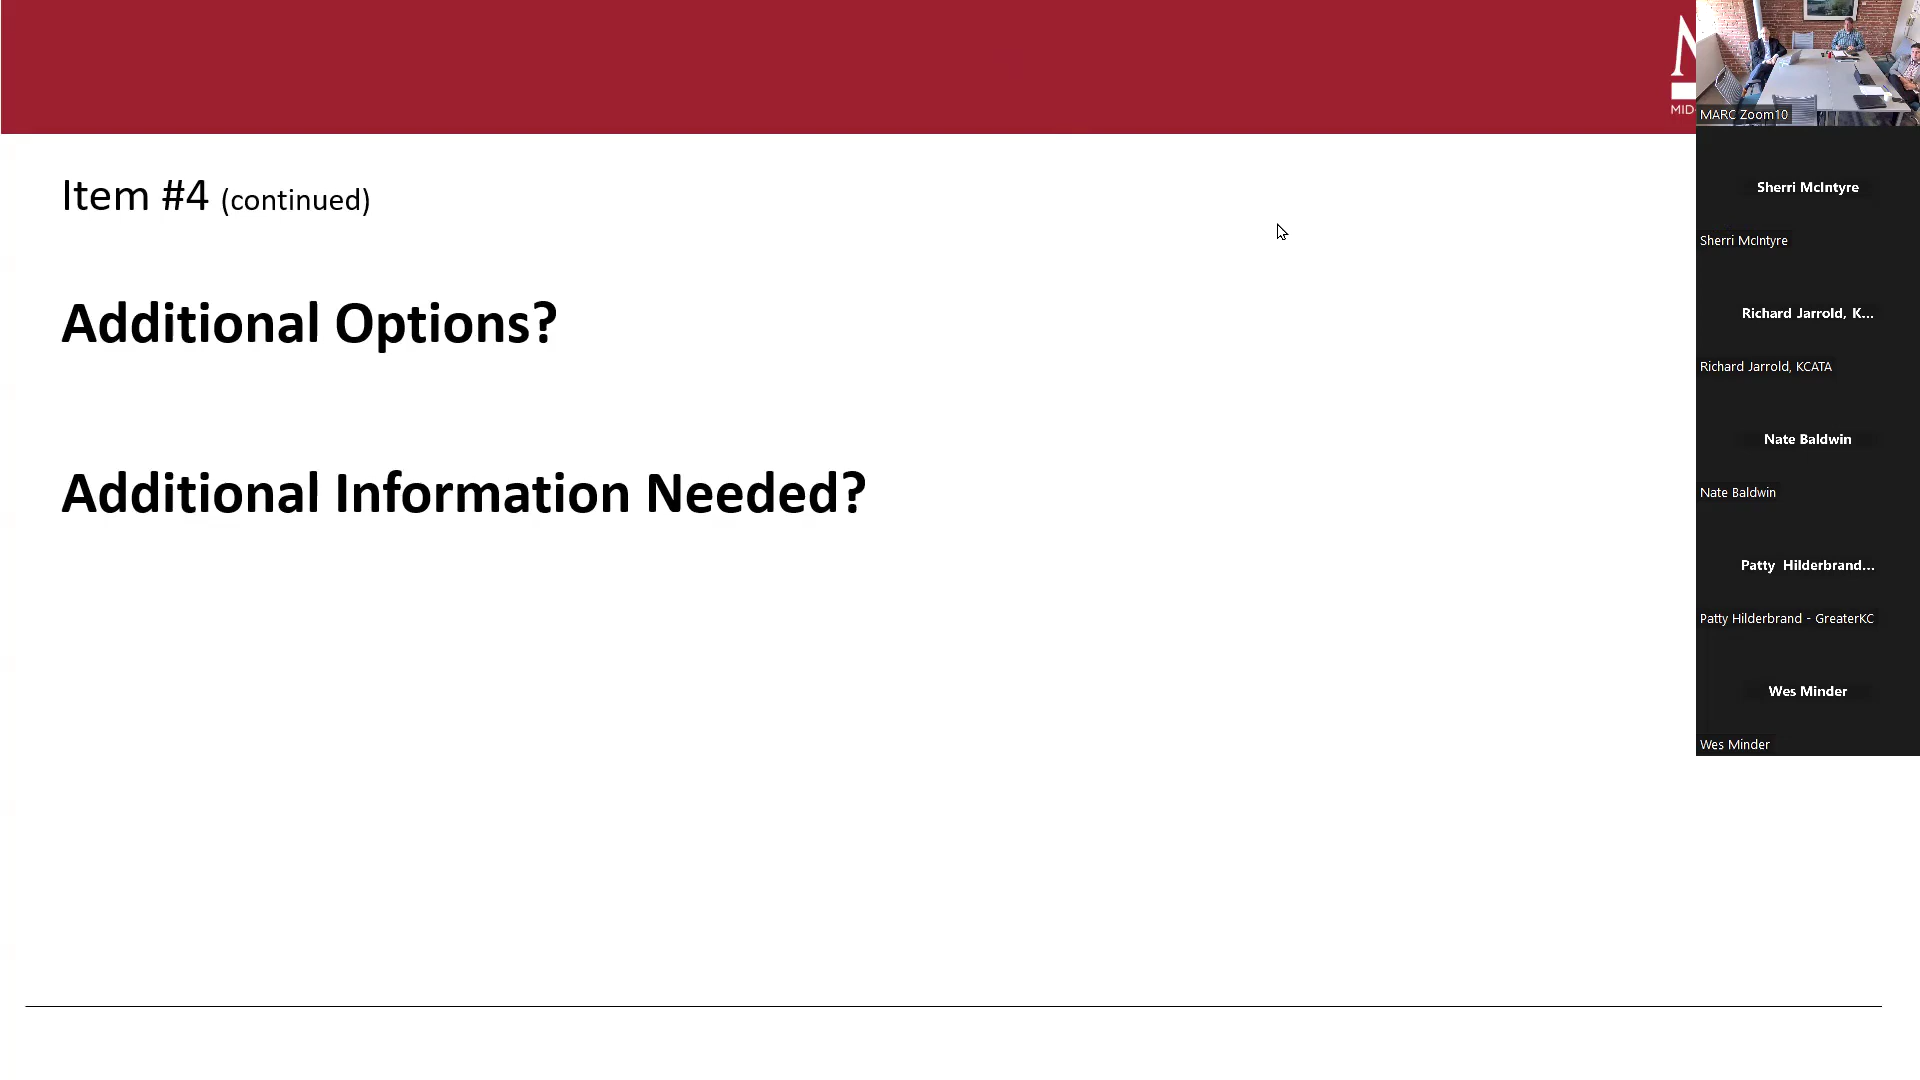 Item #4 (continued)
Additional Options?
Additional Information Needed?
MID-
MARC Zoom10
Sherri McIntyre
Sherri McIntyre
Richard Jarrold, K...
Richard Jarrold, KCATA
Nate Baldwin
Nate Baldwin
Patty Hilderbrand...
Patty Hilderbrand - GreaterKC
Wes Minder
Wes Minder